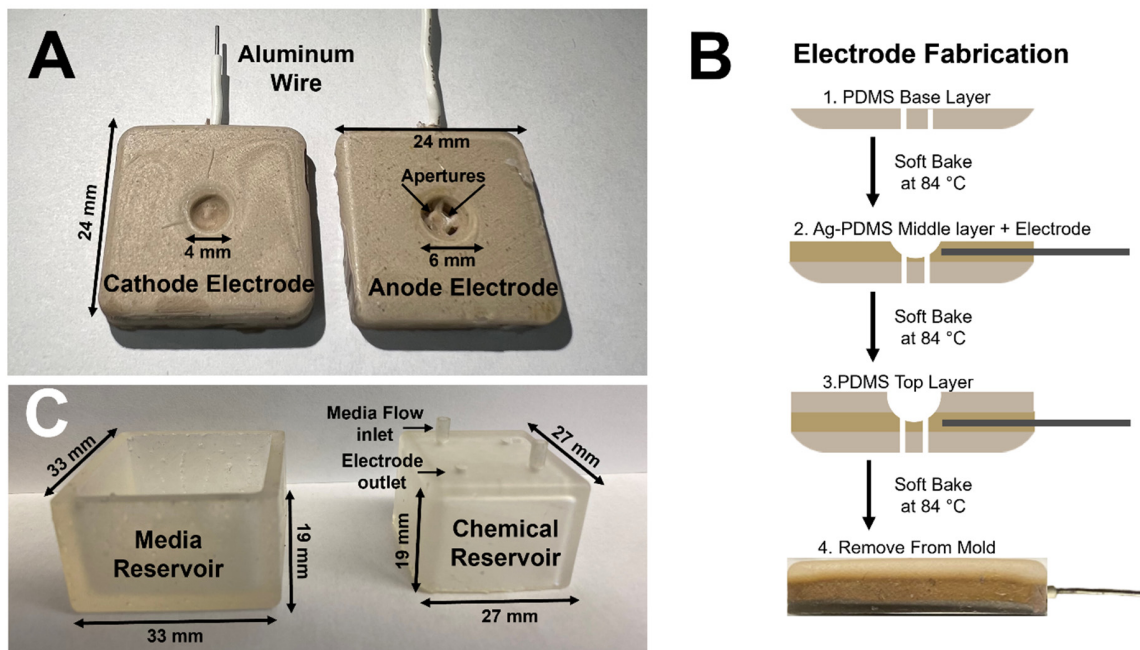 A
Aluminum
Wire
24 mm
24 mm
Apertures
4 mm
6 mm
Cathode Electrode
Anode Electrode
B
Electrode Fabrication
1. PDMS Base Layer
Soft Bake
at 84 °C
2. Ag-PDMS Middle layer + Electrode
Soft Bake
at 84 °C
3.PDMS Top Layer
Soft Bake
at 84 °C
4. Remove From Mold
C
33 mm
Media Flow
inlet
27 mm
Electrode
outlet
Media
Reservoir
19 mm
19 mm
Chemical
Reservoir
33 mm
27 mm